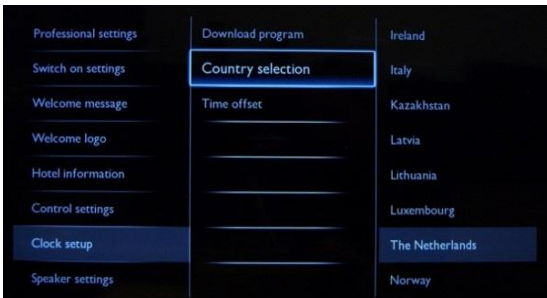 Professional settings
Switch on settings
Welcome message
Welcome logo
Hotel information
Control settings
Clock setup
Speaker settings
Download program
Country selection
Time offset
Ireland
Italy
Kazakhstan
Latvia
Lithuania
Luxembourg
The Netherlands
Norway